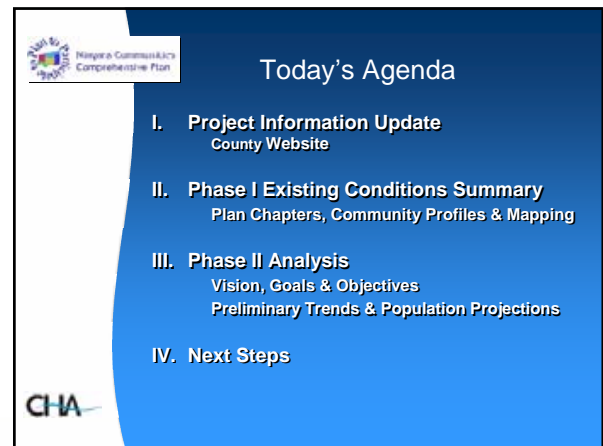 Niagara Communities
Comprehensive Plan
Today's Agenda
I. Project Information Update
County Website
II. Phase I Existing Conditions Summary
Plan Chapters, Community Profiles & Mapping
III. Phase II Analysis
Vision, Goals & Objectives
Preliminary Trends & Population Projections
IV. Next Steps
CHA